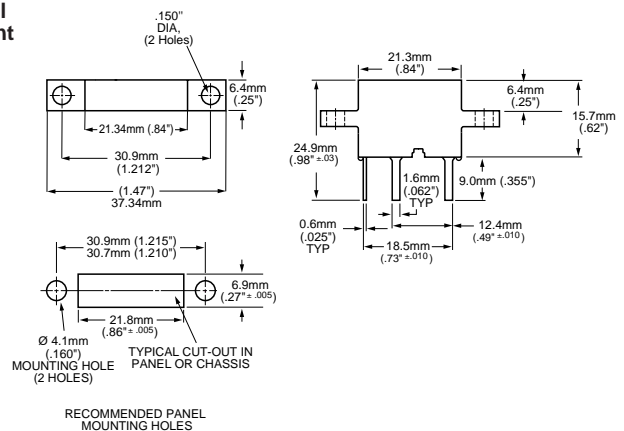 l
nt
.150"
DIA,
(2 Holes)
6.4mm
(.25")
21.34mm (.84")
30.9mm
(1.212")
(1.47")
37.34mm
21.3mm
(.84")
6.4mm
(.25")
15.7mm
(.62")
24.9mm
(.98" ±.03)
1.6mm
(.062")
TYP
9.0mm (.355")
0.6mm
(.025")
TYP
12.4mm
(.49" ±.010)
18.5mm
(.73" ±.010)
30.9mm (1.215")
30.7mm (1.210")
6.9mm
(.27" ± .005)
21.8mm
(.86" ± .005)
Ø 4.1mm
(.160")
MOUNTING HOLE
(2 HOLES)
TYPICAL CUT-OUT IN
PANEL OR CHASSIS
RECOMMENDED PANEL
MOUNTING HOLES